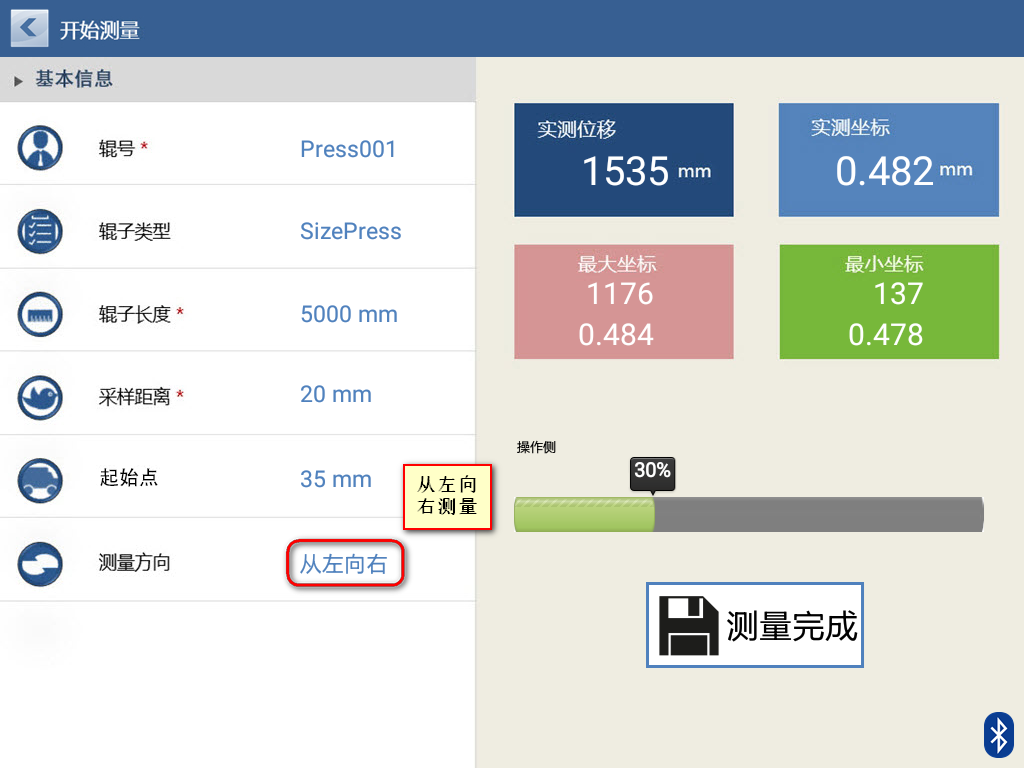 开始测量
基本信息
辊号 *
Press001
辊子类型
SizePress
辊子长度 *
5000 mm
采样距离 *
20 mm
起始点
35 mm
从左向
右测量
测量方向
从左向右
实测位移
1535 mm
实测坐标
0.482 mm
最大坐标
1176
0.484
最小坐标
137
0.478
操作侧
30%
测量完成